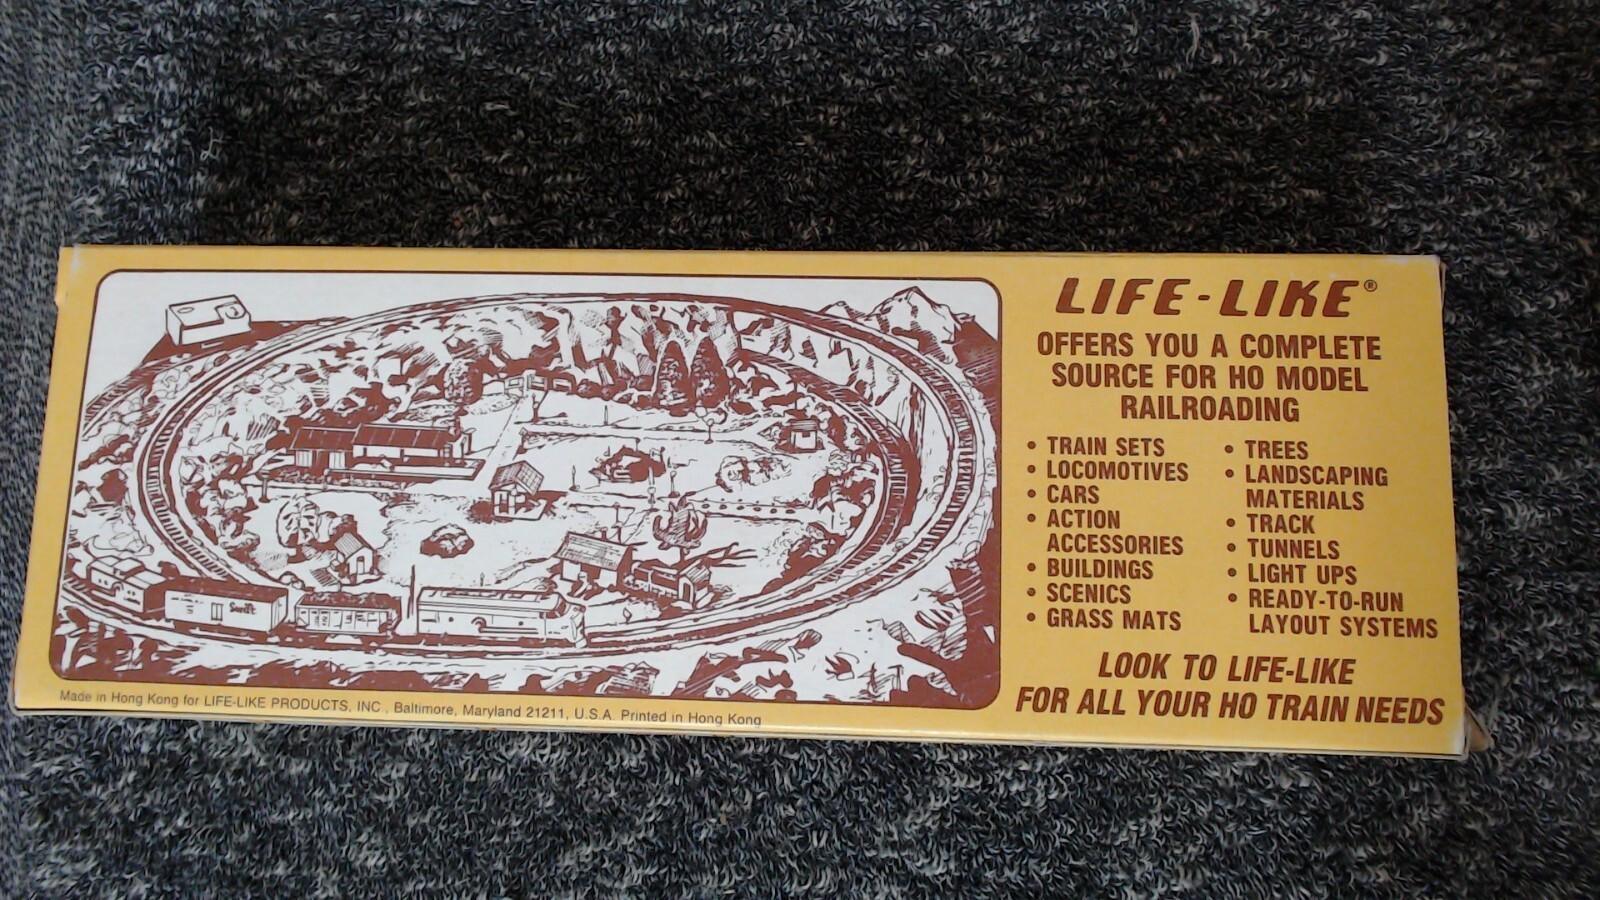 LIFE-LIKE®
OFFERS YOU A COMPLETE
SOURCE FOR HO MODEL
RAILROADING
• TRAIN SETS
• LOCOMOTIVES
• CARS
• ACTION
ACCESSORIES
• BUILDINGS
• SCENICS
• GRASS MATS
• TREES
• LANDSCAPING
MATERIALS
• TRACK
• TUNNELS
• LIGHT UPS
• READY-TO-RUN
LAYOUT SYSTEMS
LOOK TO LIFE-LIKE
FOR ALL YOUR HO TRAIN NEEDS
Swift
Made in Hong Kong for LIFE-LIKE PRODUCTS, INC., Baltimore, Maryland 21211, U.S.A. Printed in Hong Kong